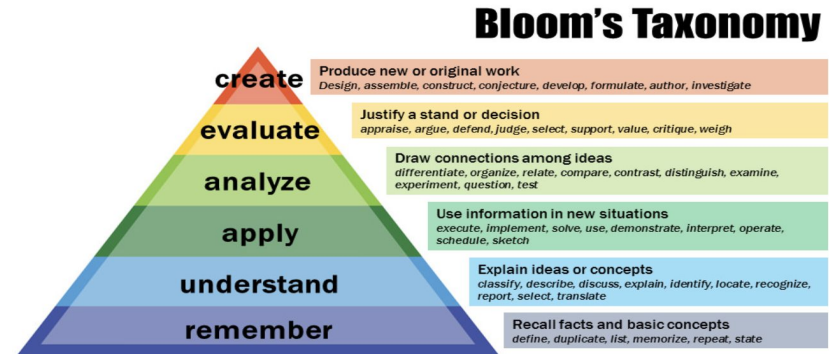 Bloom's Taxonomy
create
Produce new or original work
Design, assemble, construct, conjecture, develop, formulate, author, investigate
evaluate
Justify a stand or decision
appraise, argue, defend, judge, select, support, value, critique, weigh
analyze
Draw connections among ideas
differentiate, organize, relate, compare, contrast, distinguish, examine,
experiment, question, test
apply
Use information in new situations
execute, implement, solve, use, demonstrate, interpret, operate,
schedule, sketch
understand
Explain ideas or concepts
classify, describe, discuss, explain, identify, locate, recognize,
report, select, translate
remember
Recall facts and basic concepts
define, duplicate, list, memorize, repeat, state